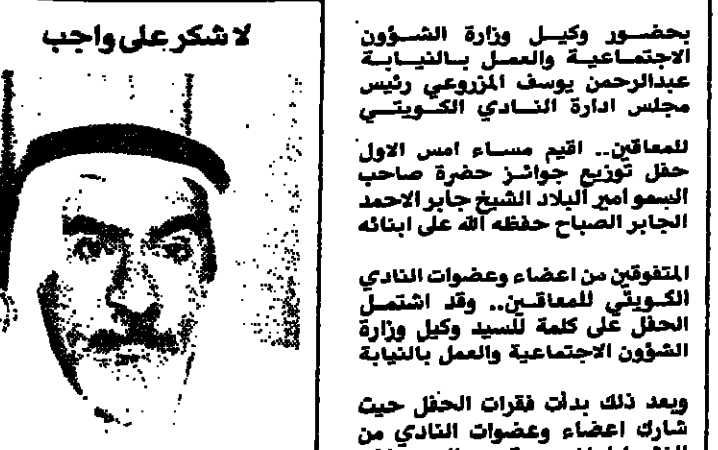 لا شكر على واجب
بحضور وكيل وزارة الشؤون
الاجتماعية والعمل بالنيابة
عبدالرحمن يوسف المزروعي رئيس
مجلس ادارة النادي الكويتي
للمعاقين.. اقيم مساء امس الاول
حفل توزيع جوائز حضرة صاحب
السمو امير البلاد الشيخ جابر الاحمد
الجابر الصباح حفظه الله على ابنائه
المتفوقين من اعضاء وعضوات النادي
الكويتي للمعاقين.. وقد اشتمل
الحفل على كلمة للسيد وكيل وزارة
الشؤون الاجتماعية والعمل بالنيابة
وبعد ذلك بدأت فقرات الحفل حيث
شارك اعضاء وعضوات النادي من